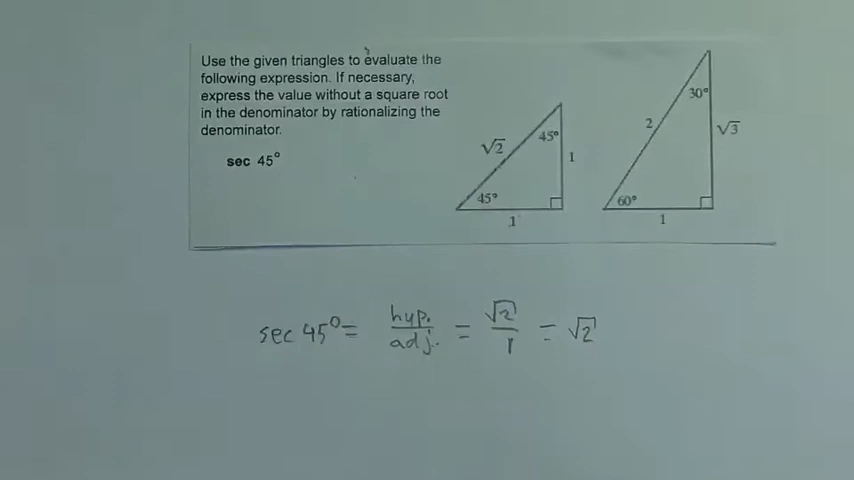 Use the given triangles to evaluate the
following expression. If necessary,
express the value without a square root
in the denominator by rationalizing the
denominator.
sec 45°
√2
45°
1
45°
1
2
30°
√3
60°
1
sec 45° = hyp./adj. = √2/1 = √2